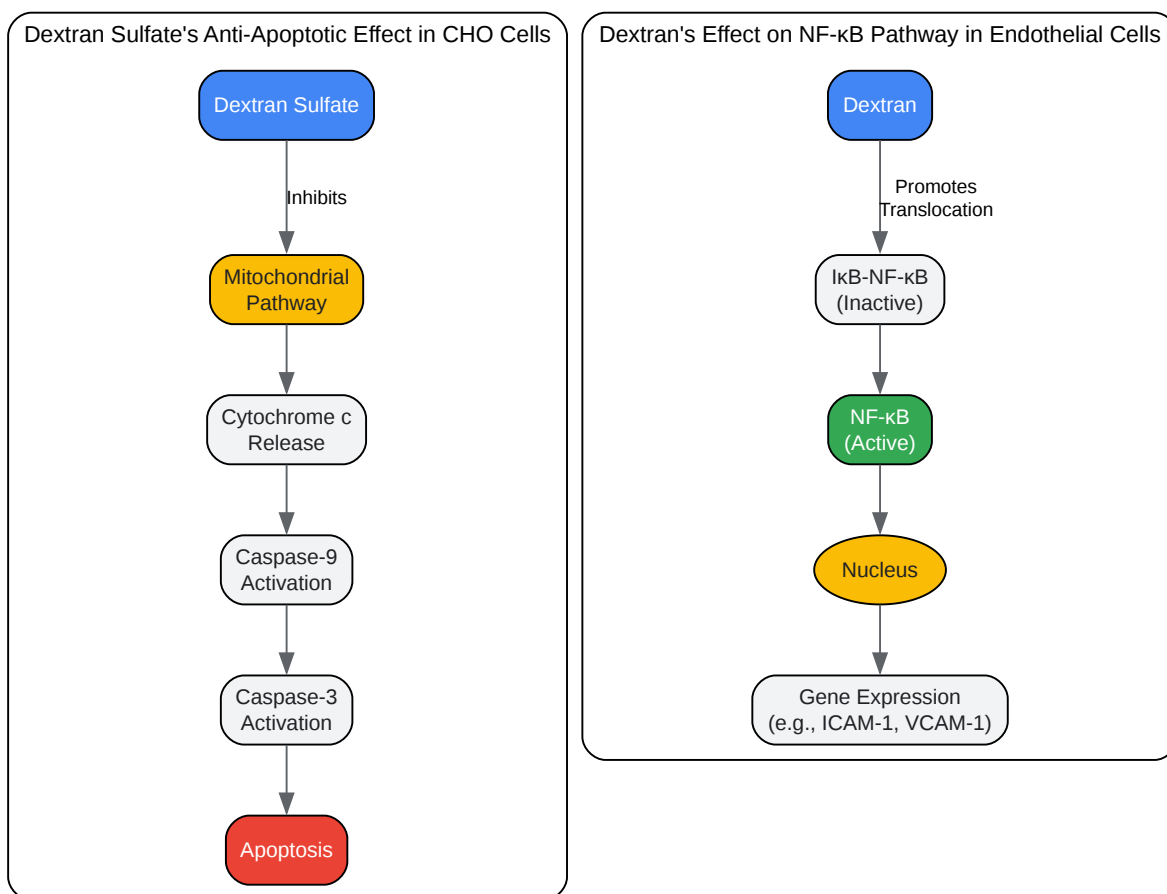 Dextran Sulfate's Anti-Apoptotic Effect in CHO Cells
Dextran Sulfate
Inhibits
Mitochondrial
Pathway
Cytochrome c
Release
Caspase-9
Activation
Caspase-3
Activation
Apoptosis
Dextran's Effect on NF-κB Pathway in Endothelial Cells
Dextran
Promotes
Translocation
IκB-NF-κB
(Inactive)
NF-κB
(Active)
Nucleus
Gene Expression
(e.g., ICAM-1, VCAM-1)